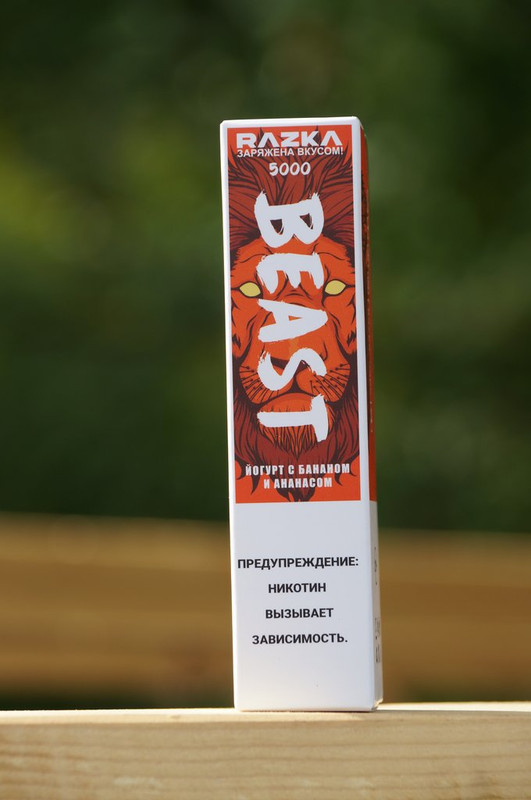 RAZKA
ЗАРЯЖЕНА ВКУСОМ!
5000
BEAST
ЙОГУРТ С БАНАНОМ
И АНАНАСОМ
ПРЕДУПРЕЖДЕНИЕ:
НИКОТИН
ВЫЗЫВАЕТ
ЗАВИСИМОСТЬ.